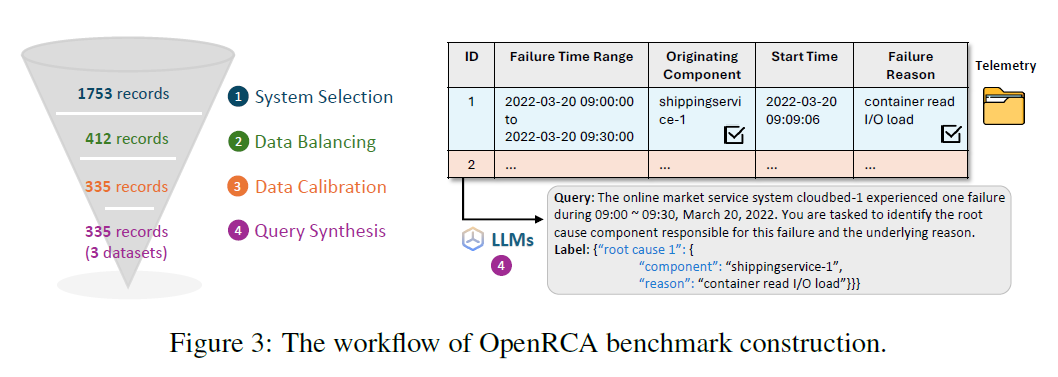 1753 records
412 records
335 records
335 records
(3 datasets)
1 System Selection
2 Data Balancing
3 Data Calibration
4 Query Synthesis
ID Failure Time Range Originating Component Start Time Failure Reason
1 2022-03-20 09:00:00 to 2022-03-20 09:30:00 shippingservi ce-1 2022-03-20 09:09:06 container read I/O load
2 ... ... ... ...
Telemetry
LLMs
4
Query: The online market service system cloudbed-1 experienced one failure
during 09:00 ~ 09:30, March 20, 2022. You are tasked to identify the root
cause component responsible for this failure and the underlying reason.
Label: {“root cause 1”: {
“component”: “shippingservice-1”,
“reason”: “container read I/O load”}}}
Figure 3: The workflow of OpenRCA benchmark construction.